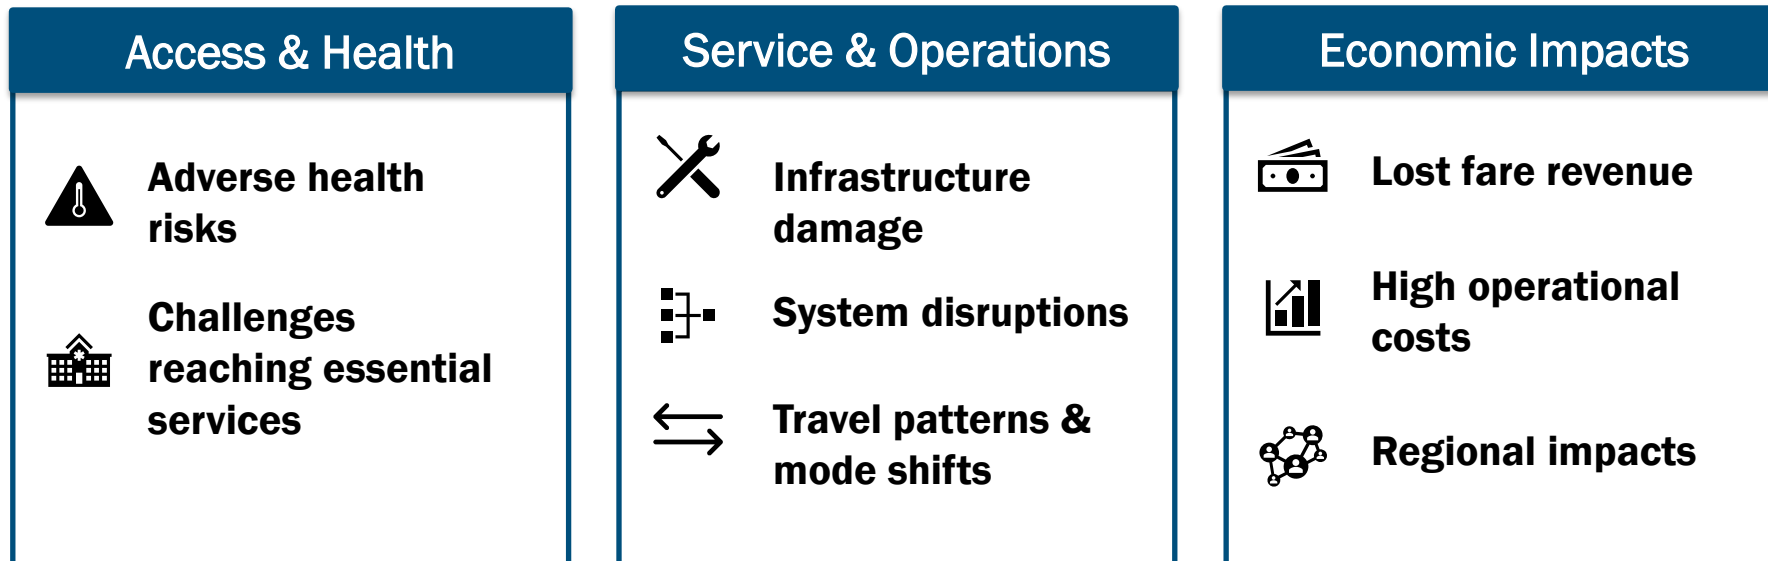 Access & Health
Adverse health
risks
Challenges
reaching essential
services
Service & Operations
Infrastructure
damage
System disruptions
Travel patterns &
mode shifts
Economic Impacts
Lost fare revenue
High operational
costs
Regional impacts